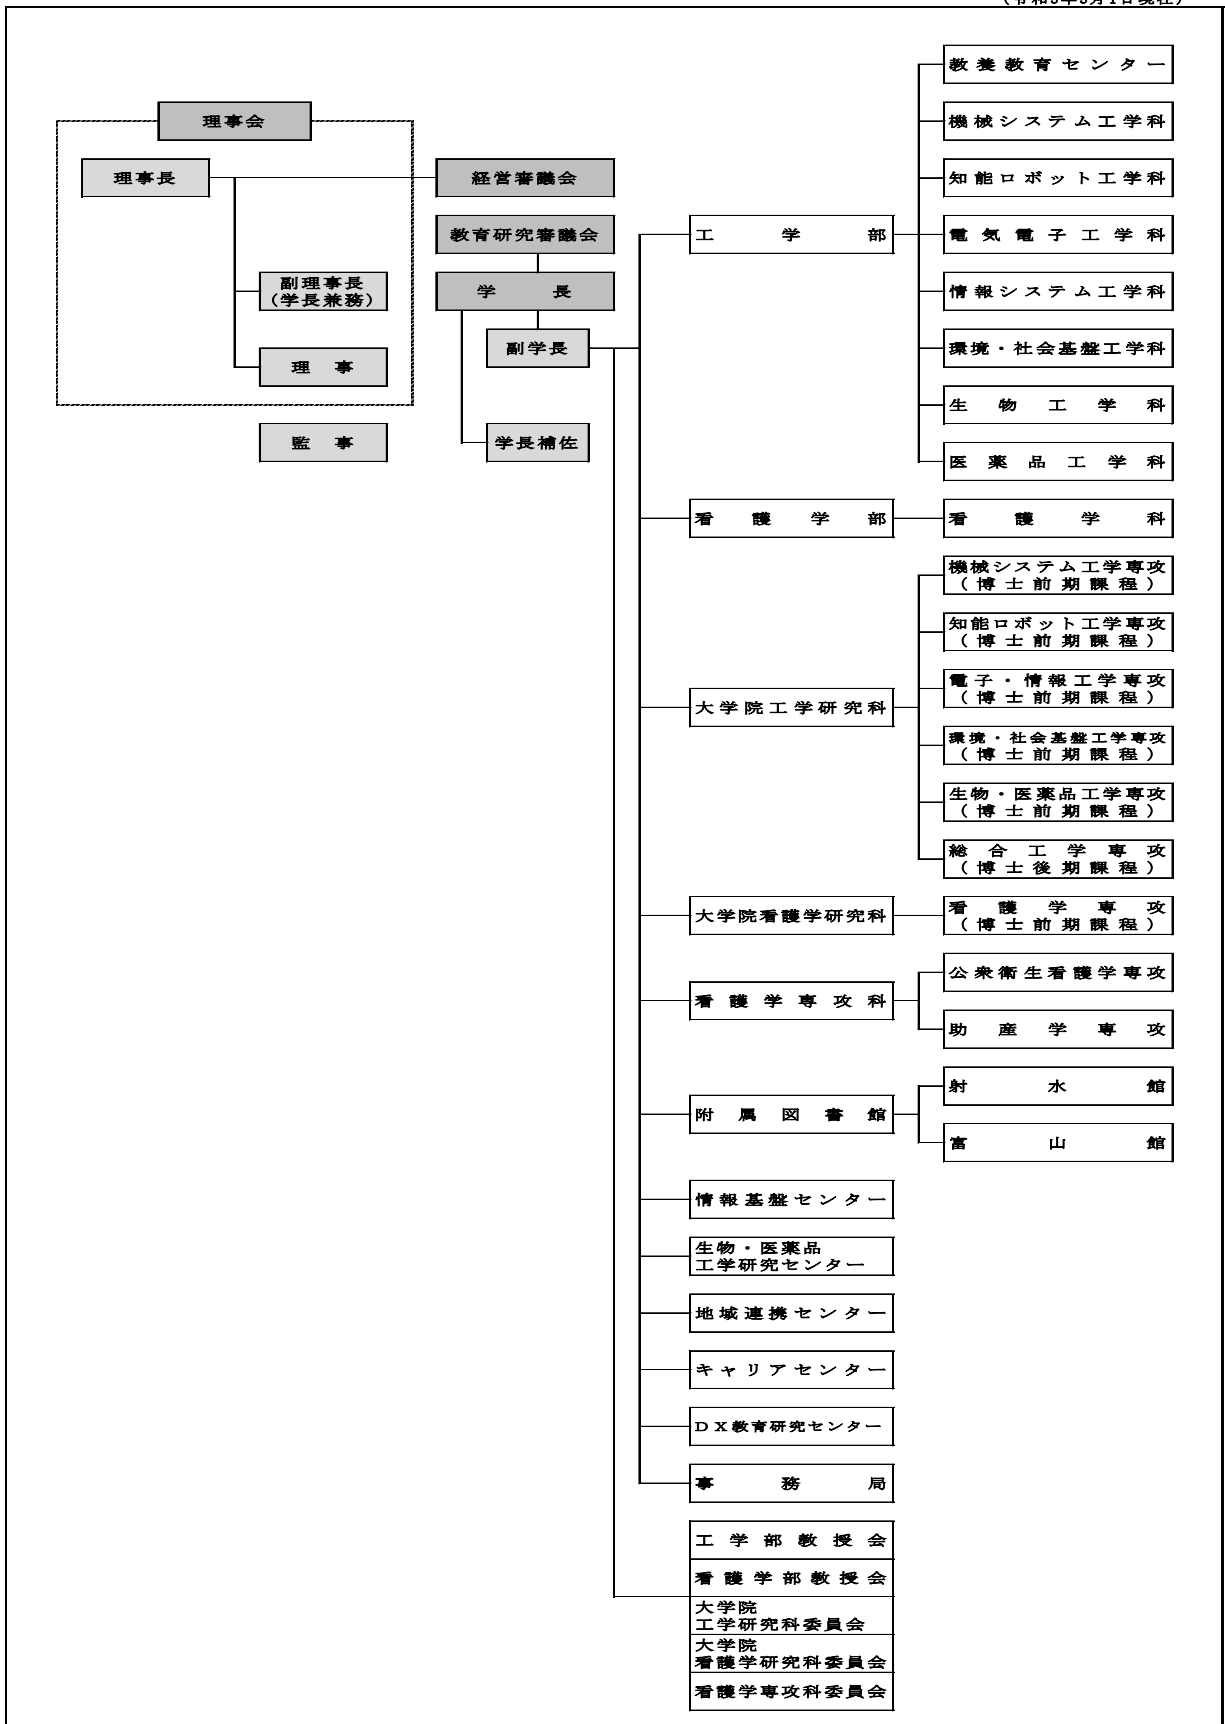 (令和5年5月1日現在)
理事会
理事長
副理事長
(学長兼務)
理事
監事
経営審議会
教育研究審議会
学長
副学長
学長補佐
工学部
教養教育センター
機械システム工学科
知能ロボット工学科
電気電子工学科
情報システム工学科
環境・社会基盤工学科
生物工学科
医薬品工学科
看護学部
看護学科
大学院工学研究科
機械システム工学専攻
(博士前期課程)
知能ロボット工学専攻
(博士前期課程)
電子・情報工学専攻
(博士前期課程)
環境・社会基盤工学専攻
(博士前期課程)
生物・医薬品工学専攻
(博士前期課程)
総合工学専攻
(博士後期課程)
大学院看護学研究科
看護学専攻
(博士前期課程)
看護学専攻科
公衆衛生看護学専攻
助産学専攻
附属図書館
射水館
富山館
情報基盤センター
生物・医薬品
工学研究センター
地域連携センター
キャリアセンター
DX教育研究センター
事務局
工学部教授会
看護学部教授会
大学院
工学研究科委員会
大学院
看護学研究科委員会
看護学専攻科委員会